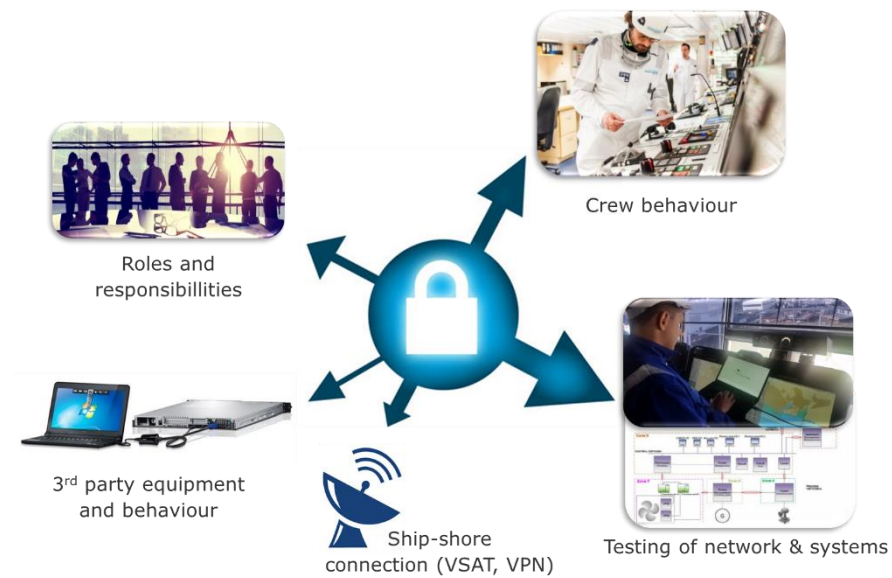 Crew behaviour
Roles and
responsibillities
3rd party equipment
and behaviour
Ship-shore
connection (VSAT, VPN)
Testing of network & systems